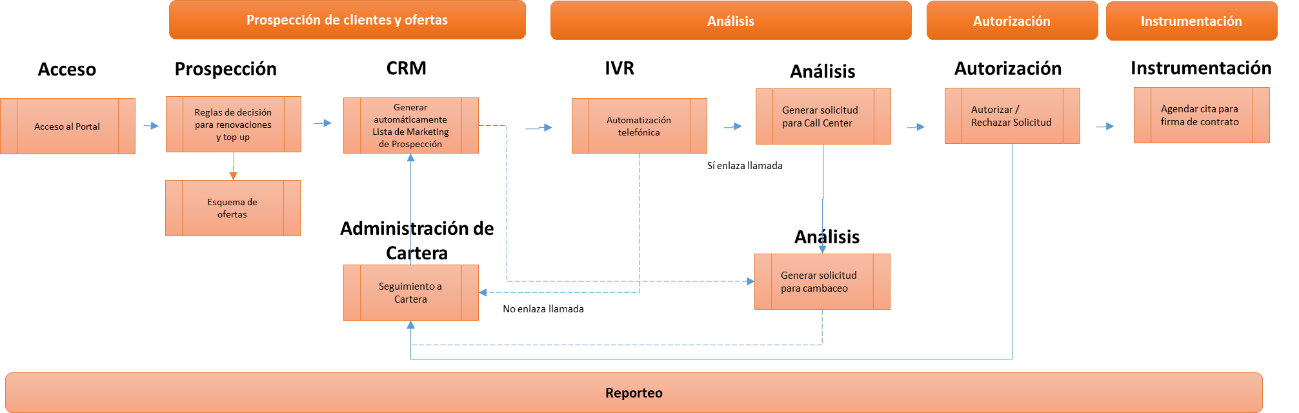 Prospección de clientes y ofertas
Análisis
Autorización
Instrumentación
Acceso
Prospección
CRM
IVR
Análisis
Autorización
Instrumentación
Acceso al Portal
Reglas de decisión
para renovaciones
y top up
Generar
automáticamente
Lista de Marketing
de Prospección
Automatización
telefónica
Generar solicitud
para Call Center
Autorizar /
Rechazar Solicitud
Agendar cita para
firma de contrato
Sí enlaza llamada
Esquema de
ofertas
Administración de
Cartera
Análisis
Seguimiento a
Cartera
Generar solicitud
para cambaceo
No enlaza llamada
Reporteo